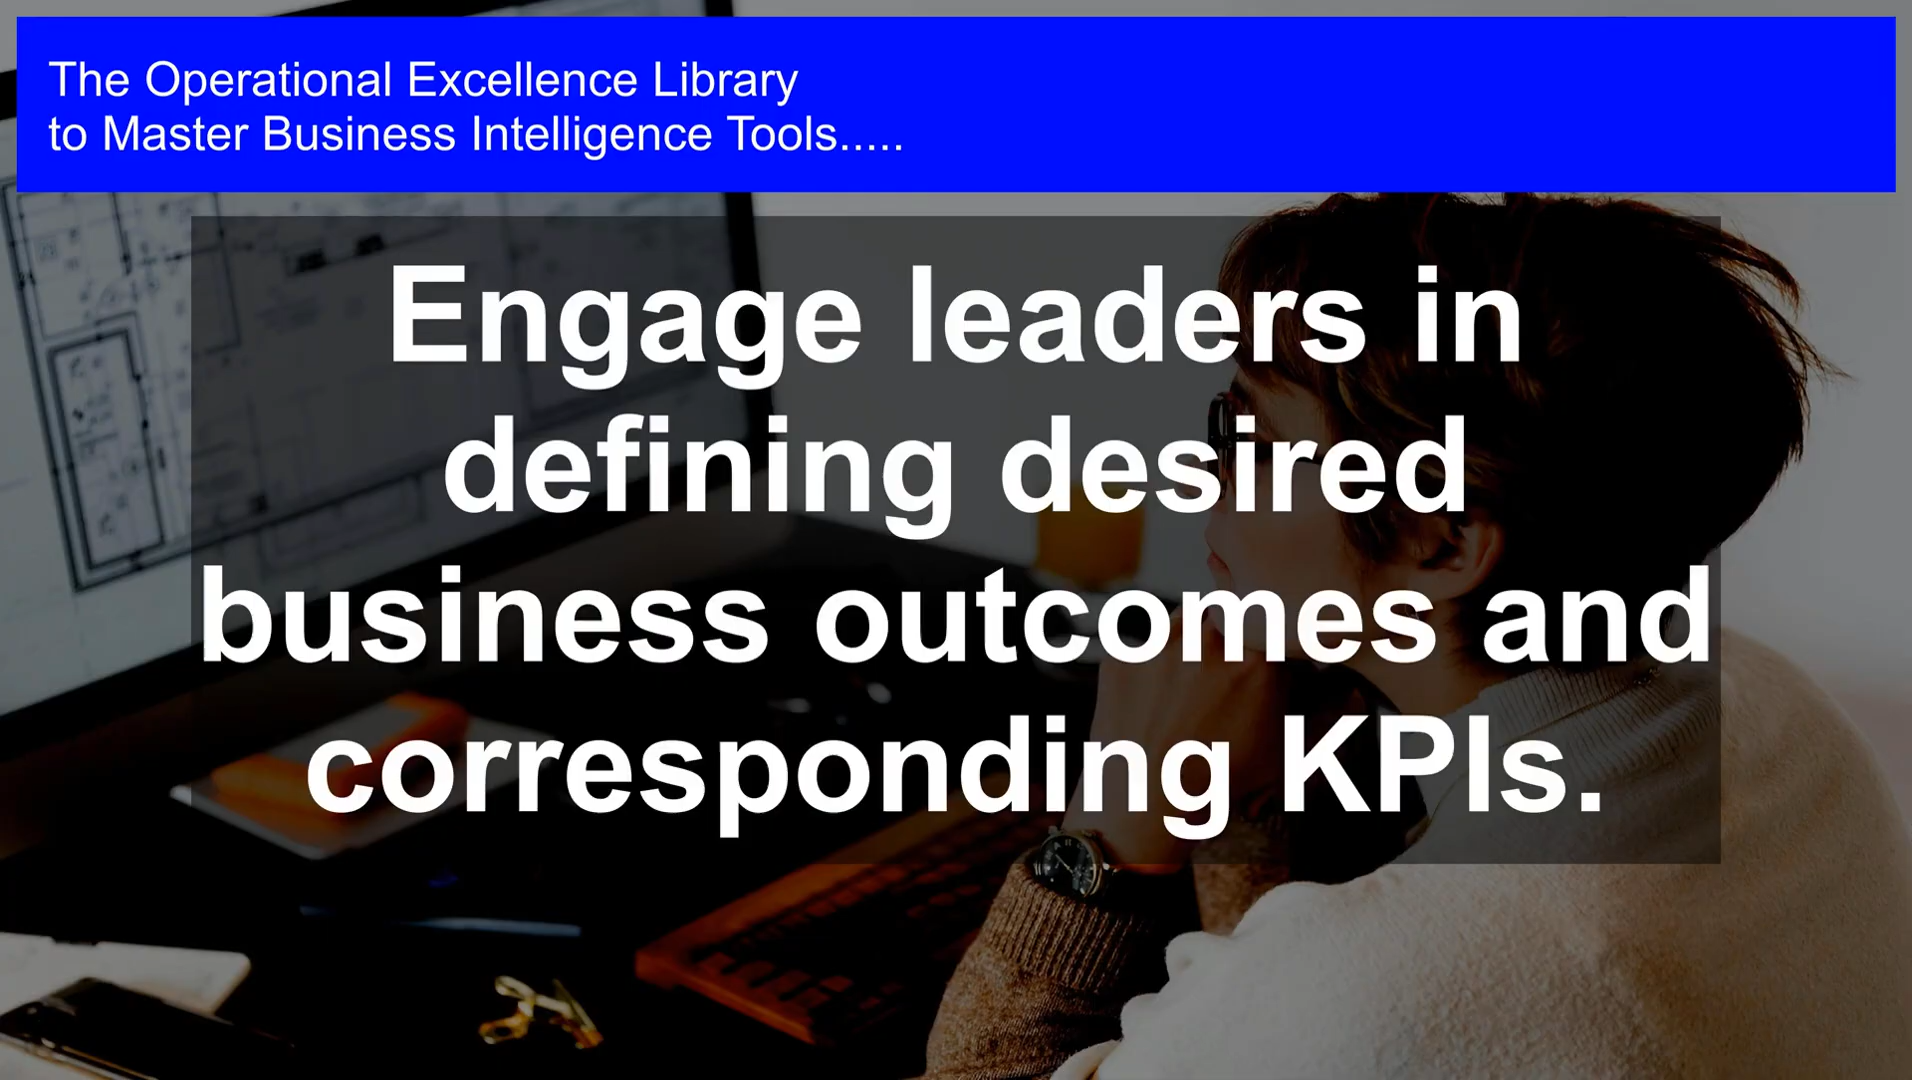 The Operational Excellence Library
to Master Business Intelligence Tools.....
Engage leaders in
defining desired
business outcomes and
corresponding KPIs.